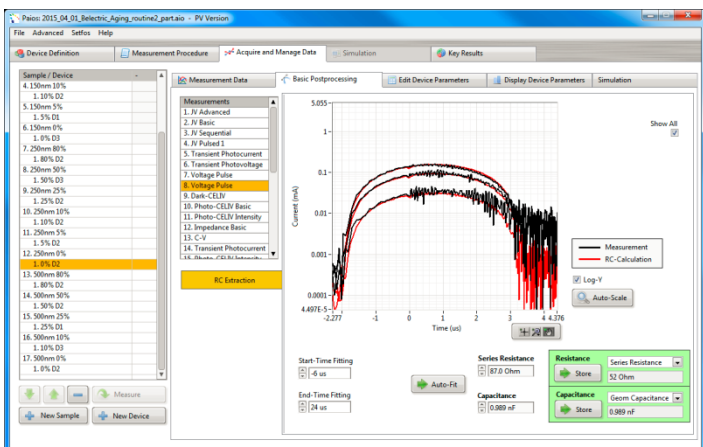 Paios: 2015_04_01_Belectric_Aging_routine2_part.aio - PV Version
File Advanced Setfos Help
Device Definition
Measurement Procedure
Acquire and Manage Data
Simulation
Key Results
Sample / Device -
4. 150nm 10%
1. 10% D2
5. 150nm 5%
1. 5% D1
6. 150nm 0%
1. 0% D3
7. 250nm 80%
1. 80% D2
8. 250nm 50%
1. 50% D3
9. 250nm 25%
1. 25% D2
10. 250nm 10%
1. 10% D2
11. 250nm 5%
1. 5% D2
12. 250nm 0%
1. 0% D2
13. 500nm 80%
1. 80% D2
14. 500nm 50%
1. 50% D2
15. 500nm 25%
1. 25% D1
16. 500nm 10%
1. 10% D3
17. 500nm 0%
1. 0% D2
Measure
New Sample
New Device
Measurement Data
Basic Postprocessing
Edit Device Parameters
Display Device Parameters
Simulation
Measurements
1. JV Advanced
2. JV Basic
3. JV Sequential
4. JV Pulsed 1
5. Transient Photocurrent
6. Transient Photovoltage
7. Voltage Pulse
8. Voltage Pulse
9. Dark-CELIV
10. Photo-CELIV Basic
11. Photo-CELIV Intensity
12. Impedance Basic
13. C-V
14. Transient Photocurrent
15. Photo-CELIV Intensity
RC Extraction
5.055
1
0.1
0.01
0.001
0.0001
4.497E-5
Current (mA)
-2.277 -1 0 1 2 3 4 4.376
Time (us)
Show All
Measurement
RC-Calculation
Log-Y
Auto-Scale
Start-Time Fitting
-6 us
End-Time Fitting
24 us
Auto-Fit
Series Resistance
87.0 Ohm
Capacitance
0.989 nF
Resistance
Store
Series Resistance
52 Ohm
Capacitance
Store
Geom Capacitance
0.989 nF